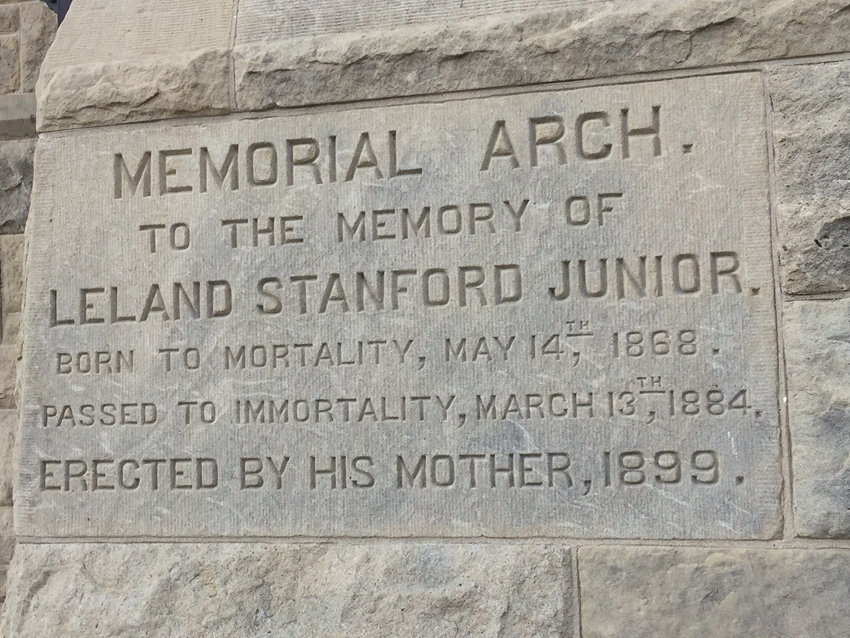 MEMORIAL ARCH.
TO THE MEMORY OF
LELAND STANFORD JUNIOR.
BORN TO MORTALITY, MAY 14TH, 1868.
PASSED TO IMMORTALITY, MARCH 13TH, 1884.
ERECTED BY HIS MOTHER, 1899.